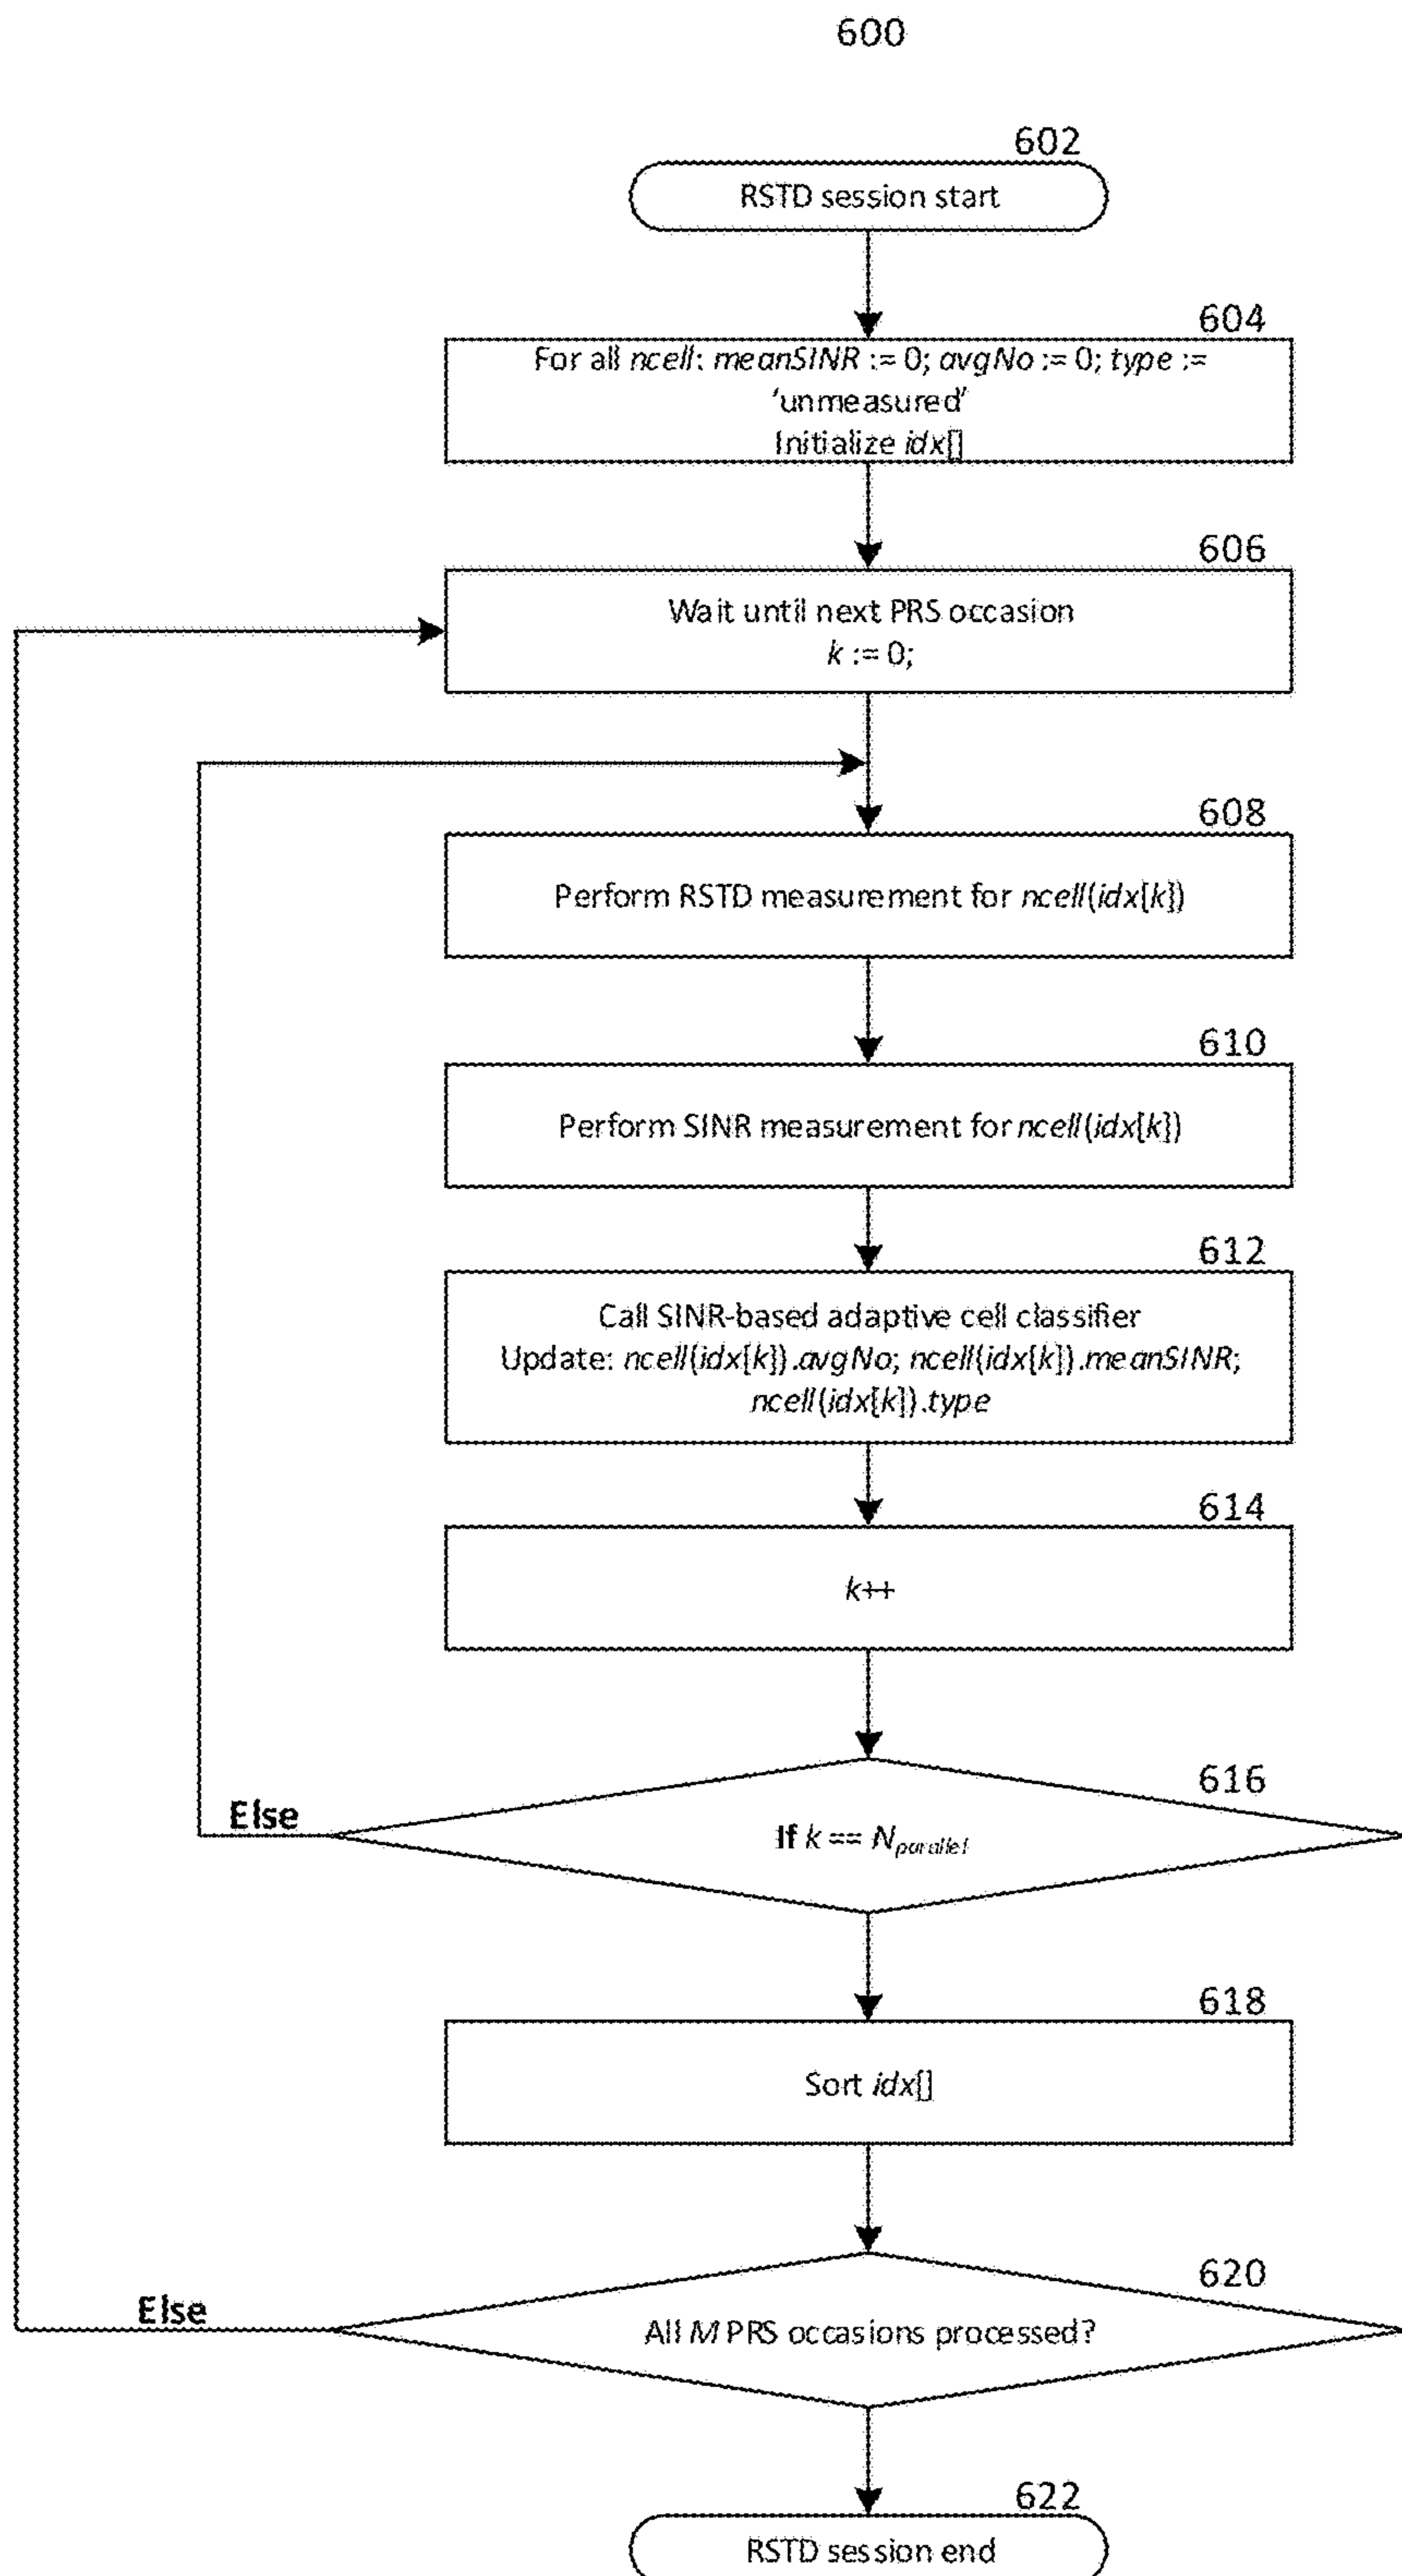 600
602
RSTD session start
604
For all ncell: meanSINR := 0; avgNo := 0; type :=
‘unmeasured’
Initialize idx[]
606
Wait until next PRS occasion
k := 0;
608
Perform RSTD measurement for ncell(idx[k])
610
Perform SINR measurement for ncell(idx[k])
612
Call SINR-based adaptive cell classifier
Update: ncell(idx[k]).avgNo; ncell(idx[k]).meanSINR;
ncell(idx[k]).type
614
k++
616
Else
If k == Nparallel
618
Sort idx[]
620
Else
All M PRS occasions processed?
622
RSTD session end